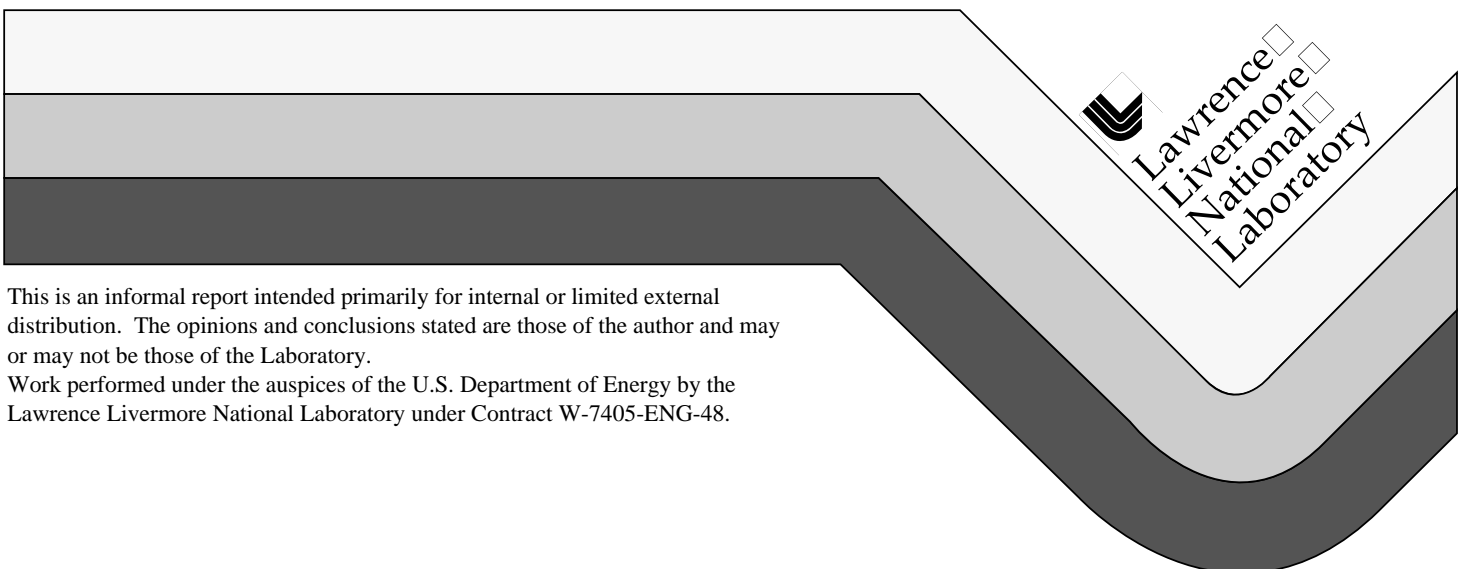 Lawrence
Livermore
National
Laboratory
This is an informal report intended primarily for internal or limited external
distribution.  The opinions and conclusions stated are those of the author and may
or may not be those of the Laboratory.
Work performed under the auspices of the U.S. Department of Energy by the
Lawrence Livermore National Laboratory under Contract W-7405-ENG-48.